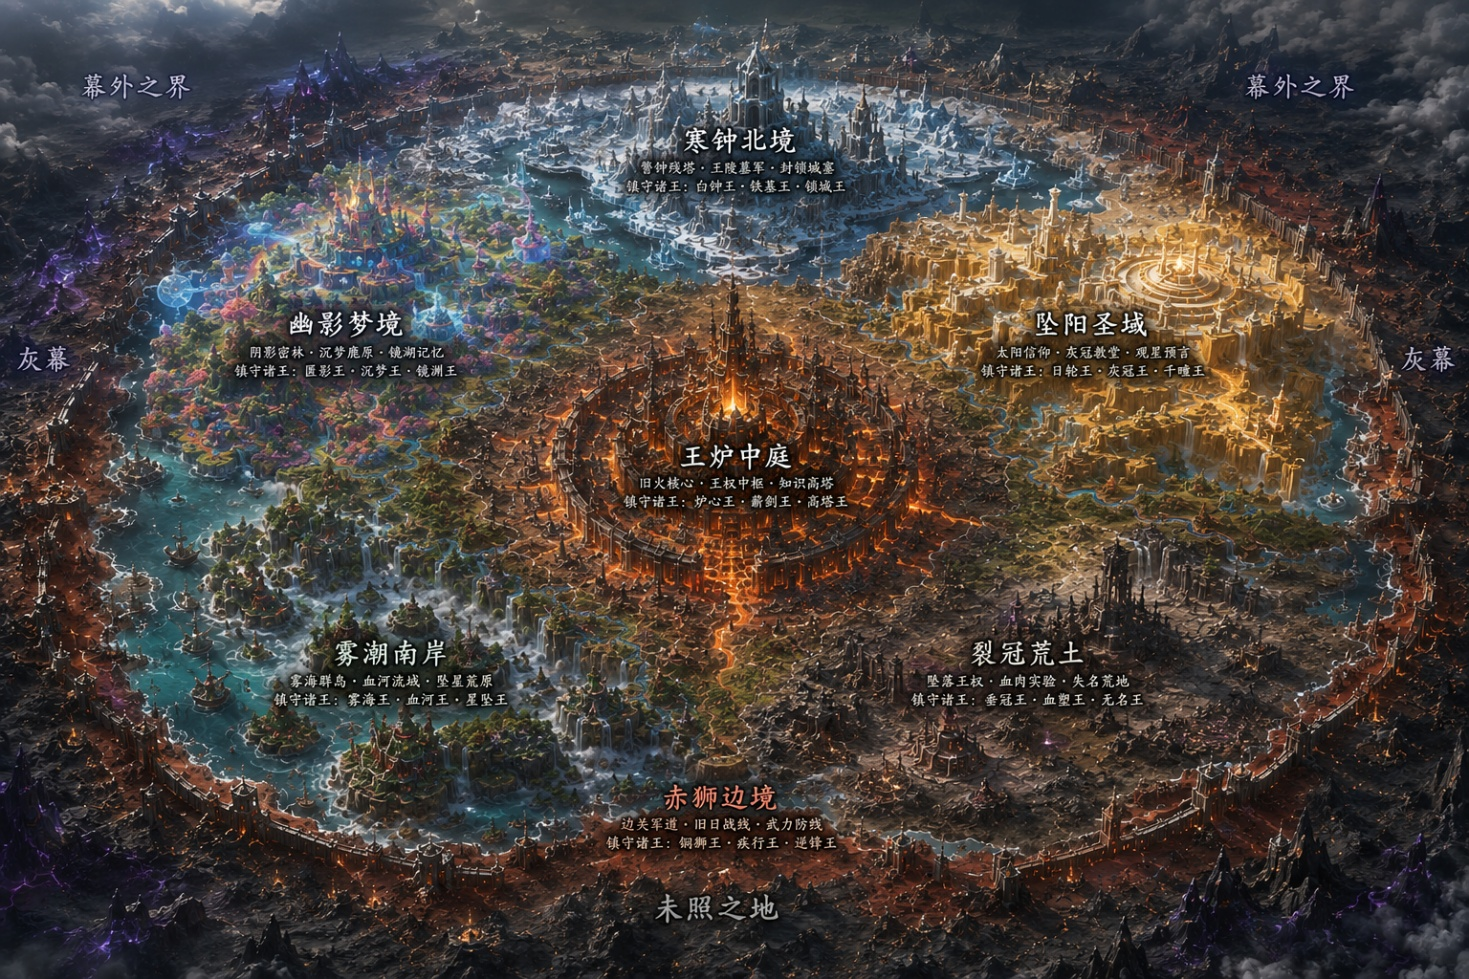 幕外之界
幕外之界
寒钟北境
警钟残塔·王陵墓军·封锁城塞
镇守诸王：白钟王·铁墓王·锁城王
幽影梦境
阴影密林·沉梦鹿原·镜湖记忆
镇守诸王：匿影王·沉梦王·镜渊王
坠阳圣域
太阳信仰·灰冠教堂·观星预言
镇守诸王：日轮王·灰冠王·千瞳王
灰幕
灰幕
王炉中庭
旧火核心·王权中枢·知识高塔
镇守诸王：炉心王·薪剑王·高塔王
雾潮南岸
雾海群岛·血河流域·坠星荒原
镇守诸王：雾海王·血河王·星坠王
裂冠荒土
坠落王权·血肉实验·失名荒地
镇守诸王：垂冠王·血塑王·无名王
赤狮边境
边关军道·旧日战线·武力防线
镇守诸王：铜狮王·疾行王·逆锋王
未照之地